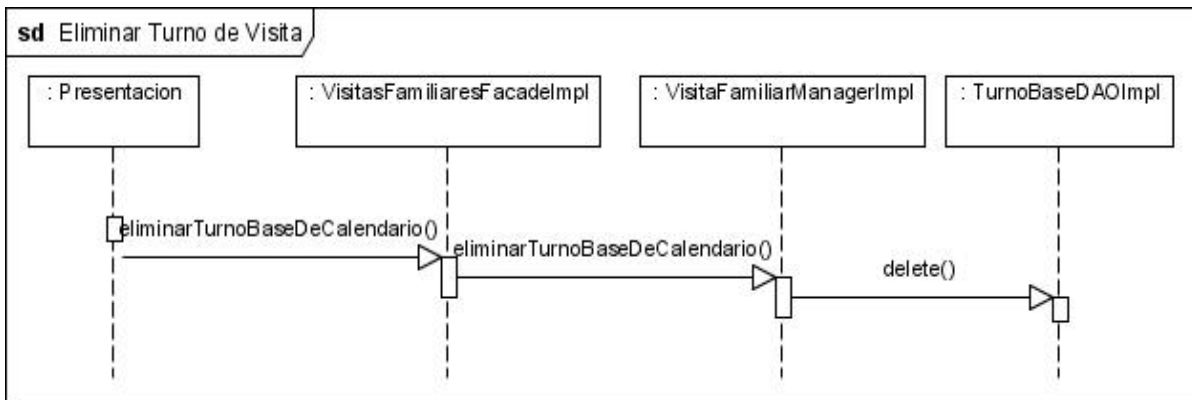 sd Eliminar Turno de Visita
: Presentacion
: VisitasFamiliaresFacadeImpl
: VisitaFamiliarManagerImpl
: TurnoBaseDAOImpl
eliminarTurnoBaseDeCalendario()
eliminarTurnoBaseDeCalendario()
delete()